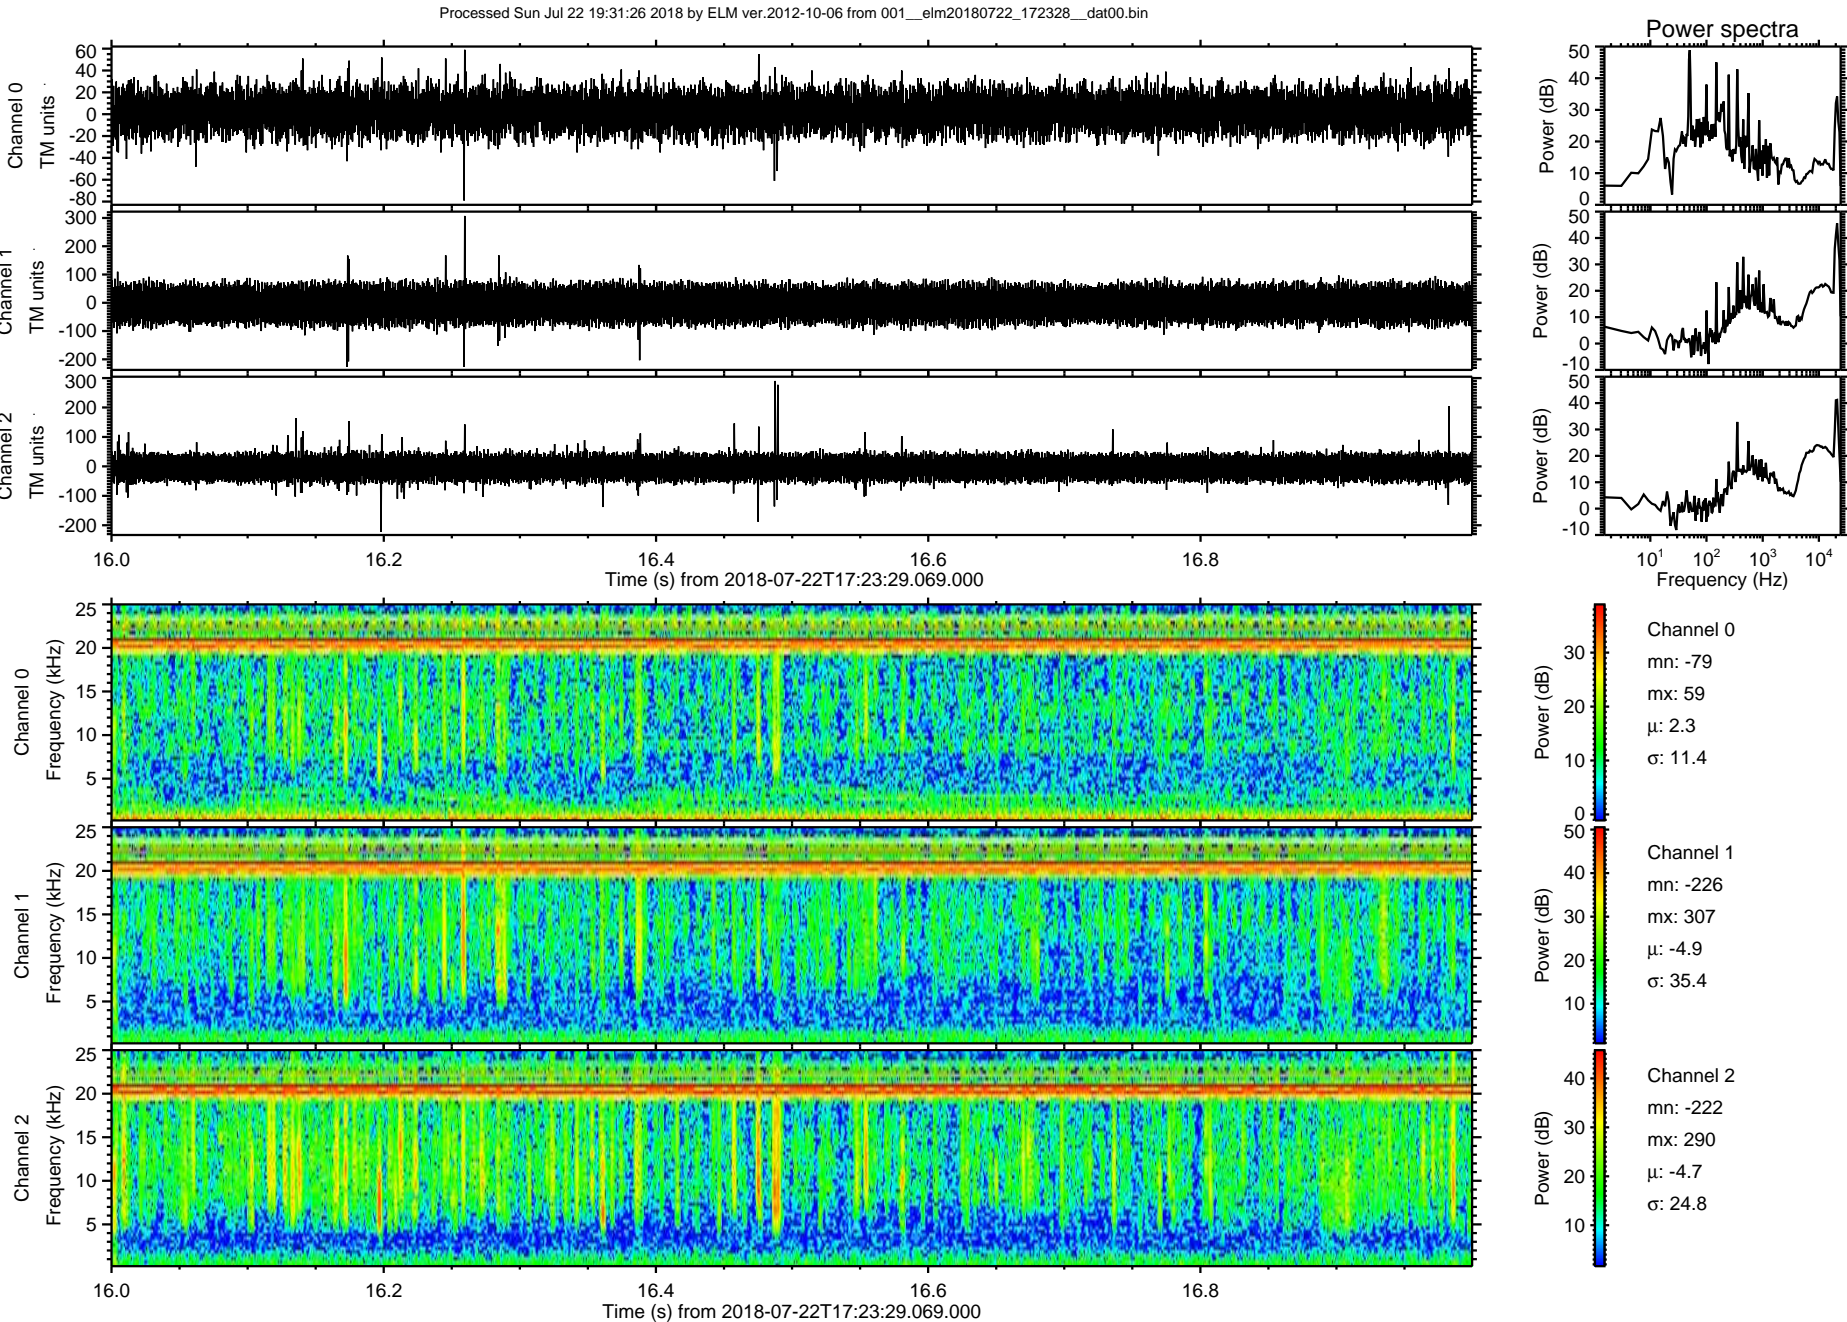 Processed Sun Jul 22 19:31:26 2018 by ELM ver.2012-10-06 from 001__elm20180722_172328__dat00.bin
Power spectra
Channel 0
TM units
60
40
20
0
-20
-40
-60
-80
Power (dB)
50
40
30
20
10
0
Channel 1
TM units
300
200
100
0
-100
-200
Power (dB)
50
40
30
20
10
0
-10
Channel 2
TM units
300
200
100
0
-100
-200
Power (dB)
50
40
30
20
10
0
-10
16.0 16.2 16.4 16.6 16.8
Time (s) from 2018-07-22T17:23:29.069.000
10¹ 10² 10³ 10⁴
Frequency (Hz)
Channel 0
Frequency (kHz)
25
20
15
10
5
Power (dB)
30
20
10
0
Channel 0
mn: -79
mx: 59
μ: 2.3
σ: 11.4
Channel 1
Frequency (kHz)
25
20
15
10
5
Power (dB)
50
40
30
20
10
Channel 1
mn: -226
mx: 307
μ: -4.9
σ: 35.4
Channel 2
Frequency (kHz)
25
20
15
10
5
Power (dB)
40
30
20
10
Channel 2
mn: -222
mx: 290
μ: -4.7
σ: 24.8
16.0 16.2 16.4 16.6 16.8
Time (s) from 2018-07-22T17:23:29.069.000